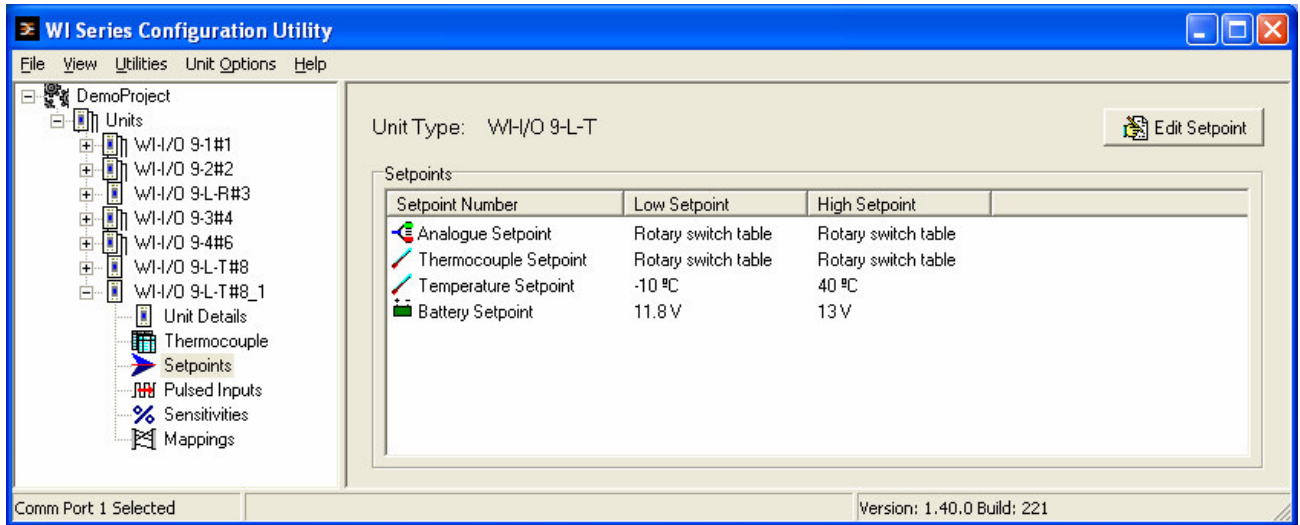 WI Series Configuration Utility
File View Utilities Unit Options Help
DemoProject
Units
WI-I/O 9-1#1
WI-I/O 9-2#2
WI-I/O 9-L-R#3
WI-I/O 9-3#4
WI-I/O 9-4#6
WI-I/O 9-L-T#8
WI-I/O 9-L-T#8_1
Unit Details
Thermocouple
Setpoints
Pulsed Inputs
Sensitivities
Mappings
Unit Type: WI-I/O 9-L-T
Edit Setpoint
Setpoints
Setpoint Number Low Setpoint High Setpoint
Analogue Setpoint Rotary switch table Rotary switch table
Thermocouple Setpoint Rotary switch table Rotary switch table
Temperature Setpoint -10 ºC 40 ºC
Battery Setpoint 11.8 V 13 V
Comm Port 1 Selected Version: 1.40.0 Build: 221